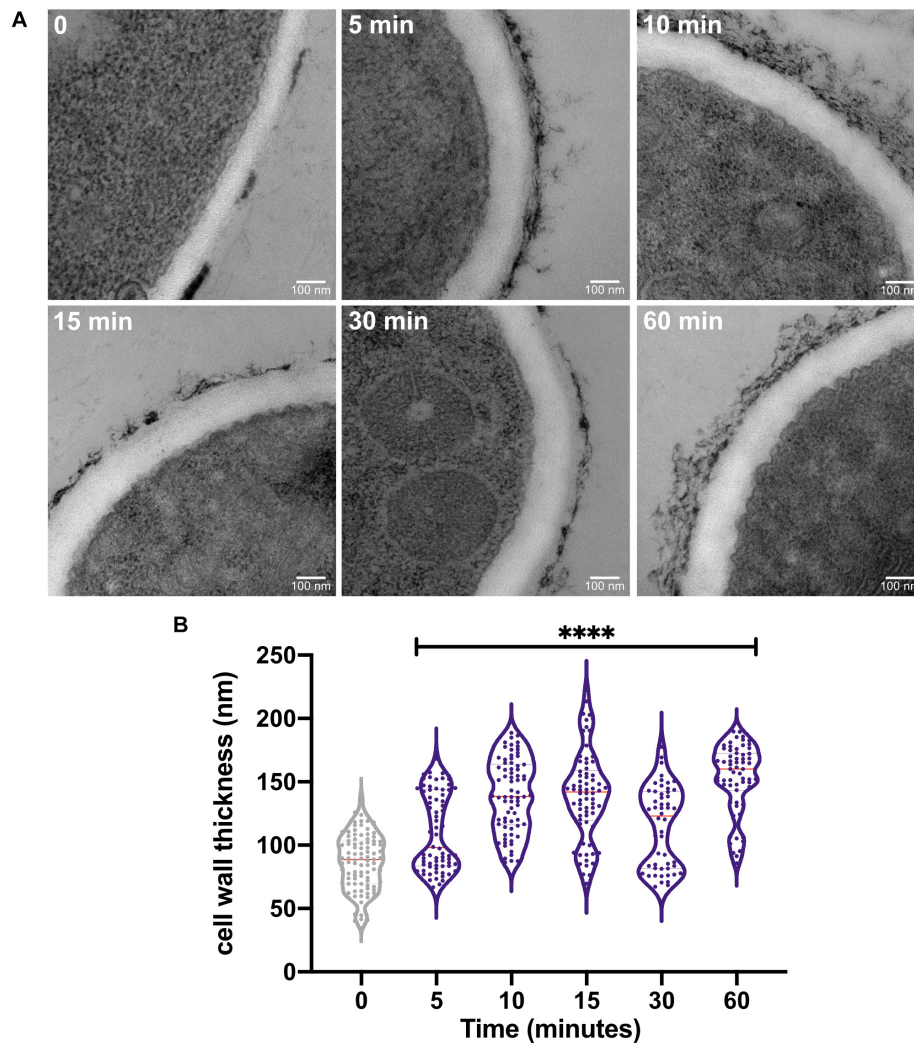 A
0
5 min
10 min
100 nm
100 nm
100 nm
15 min
30 min
60 min
100 nm
100 nm
100 nm
B
****
250
200
150
100
50
0
cell wall thickness (nm)
0 5 10 15 30 60
Time (minutes)